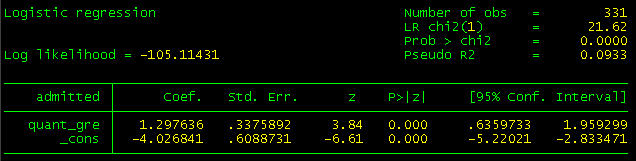 Logistic regression Number of obs = 331
LR chi2(1) = 21.62
Prob > chi2 = 0.0000
Log likelihood = -105.11431 Pseudo R2 = 0.0933
admitted Coef. Std. Err. z P>|z| [95% Conf. Interval]
quant_gre 1.297636 .3375892 3.84 0.000 .6359733 1.959299
_cons -4.026841 .6088731 -6.61 0.000 -5.22021 -2.833471